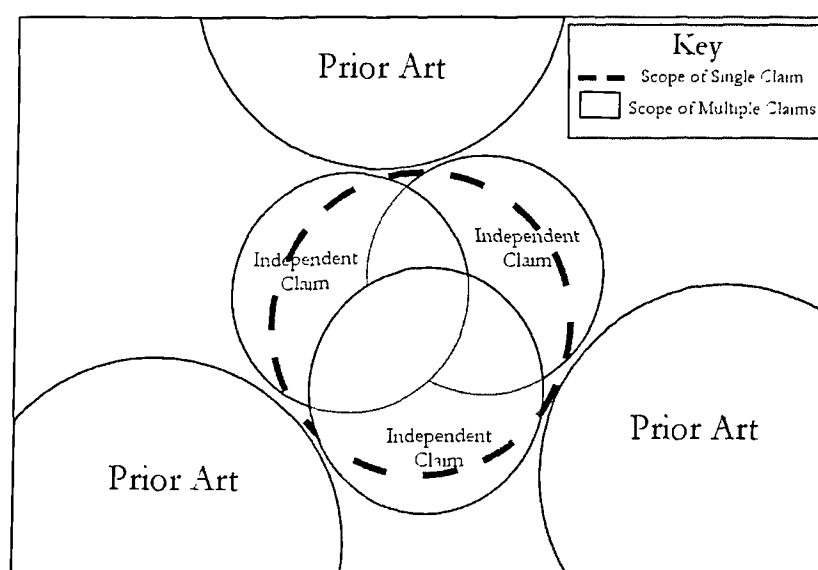 Prior Art
Key
Scope of Single Claim
Scope of Multiple Claims
Independent
Claim
Independent
Claim
Independent
Claim
Prior Art
Prior Art